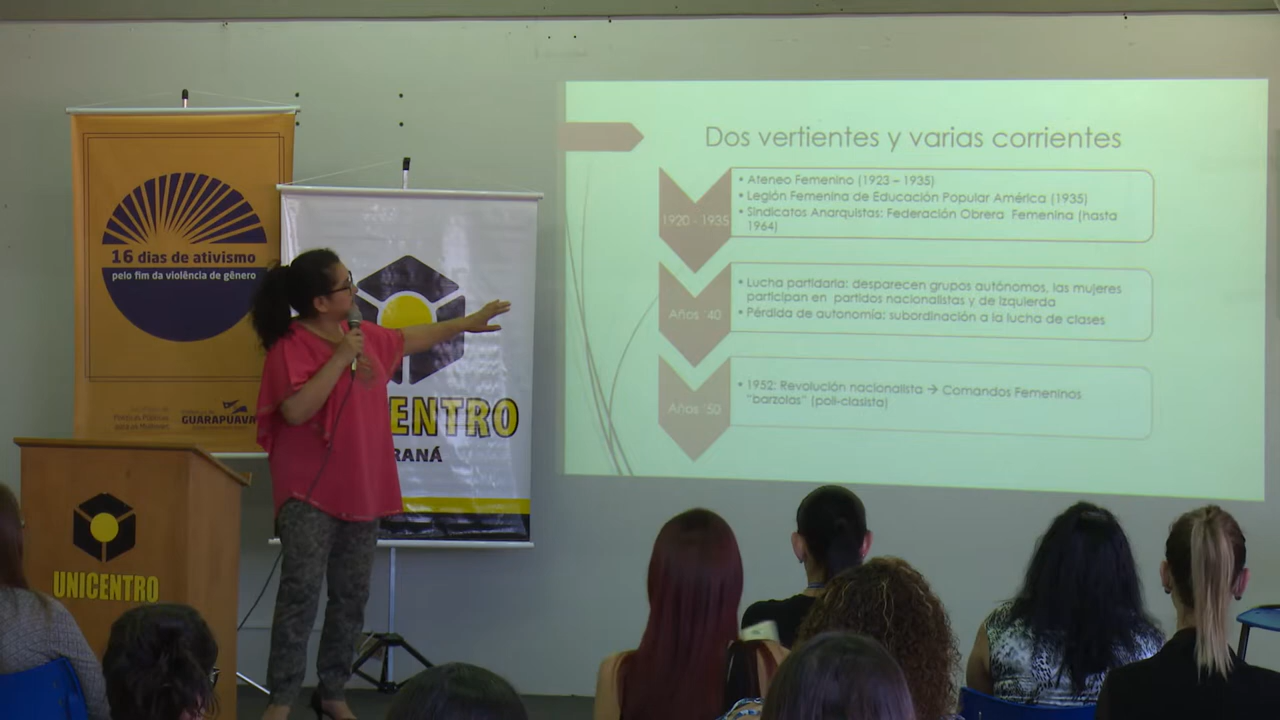 16 dias de ativismo
pelo fim da violência de gênero
Políticas Públicas
GUARAPUAVA
ENTRO
RANÁ
UNICENTRO
Dos vertientes y varias corrientes
1920 - 1935
• Ateneo Femenino (1923 – 1935)
• Legión Femenina de Educación Popular América (1935)
• Sindicatos Anarquistas: Federación Obrera Femenina (hasta
1964)
Años ´40
• Lucha partidaria: desparecen grupos autónomos, las mujeres
participan en partidos nacionalistas y de izquierda
• Pérdida de autonomía: subordinación a la lucha de clases
Años ´50
• 1952: Revolución nacionalista → Comandos Femeninos
"barzolas" (poli-clasista)